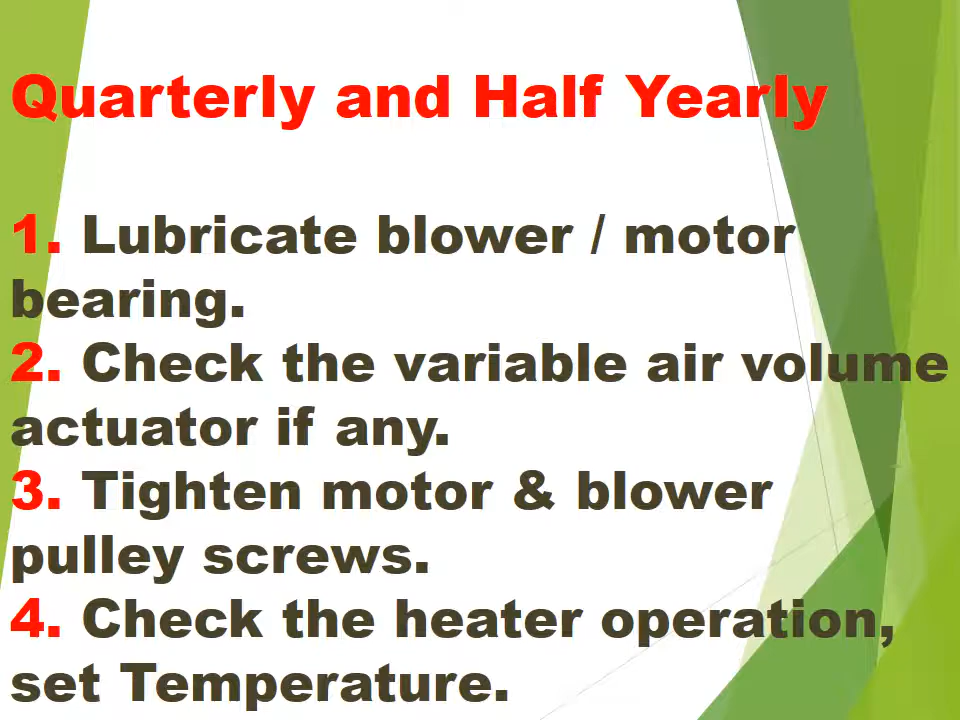 Quarterly and Half Yearly
1. Lubricate blower / motor
bearing.
2. Check the variable air volume
actuator if any.
3. Tighten motor & blower
pulley screws.
4. Check the heater operation,
set Temperature.